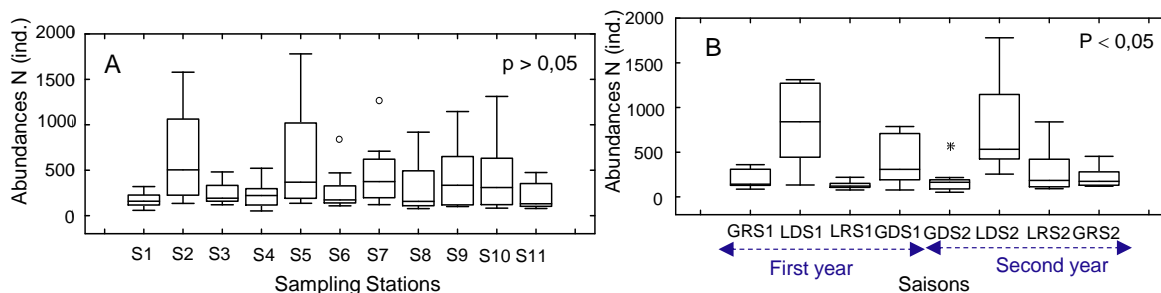 Abundances N (ind.)
2000
1500
1000
500
0
A
p > 0,05
S1 S2 S3 S4 S5 S6 S7 S8 S9 S10 S11
Sampling Stations
Abundances N (ind.)
2000
1500
1000
500
0
B
P < 0,05
GRS1 LDS1 LRS1 GDS1 GDS2 LDS2 LRS2 GRS2
First year Second year
Saisons